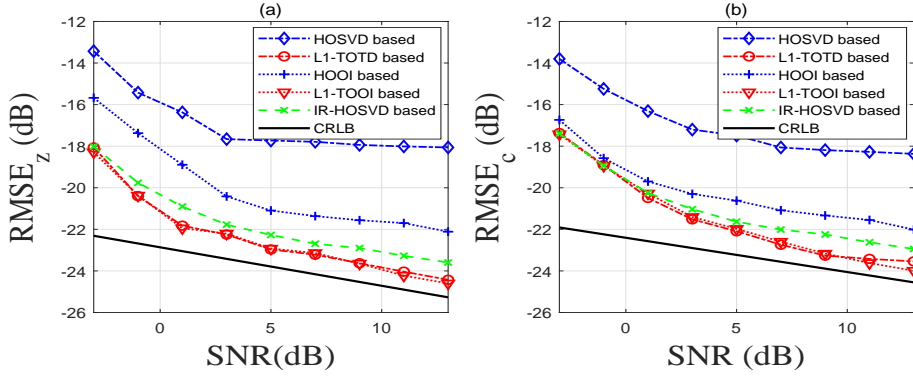 (a)
-12
-14
-16
-18
-20
-22
-24
-26
0
5
10
RMSE_z (dB)
SNR(dB)
HOSVD based
L1-TOTD based
HOOI based
L1-TOOI based
IR-HOSVD based
CRLB
(b)
-12
-14
-16
-18
-20
-22
-24
-26
0
5
10
RMSE_c (dB)
SNR (dB)
HOSVD based
L1-TOTD based
HOOI based
L1-TOOI based
IR-HOSVD based
CRLB